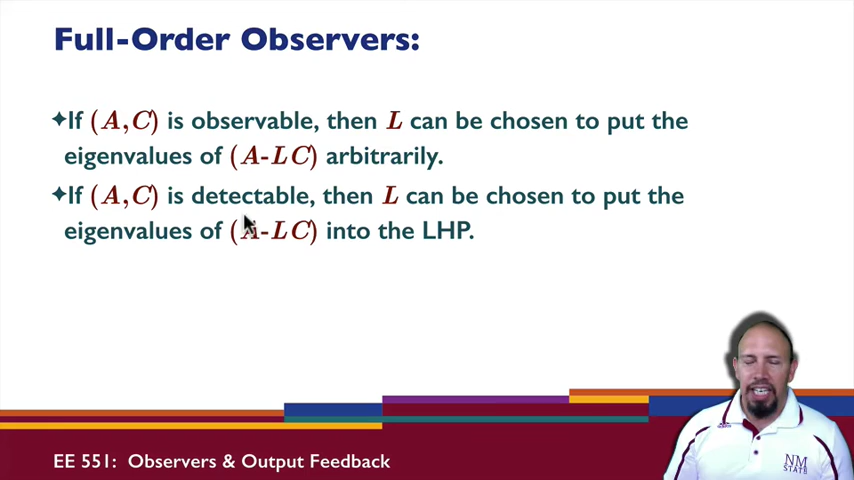 Full-Order Observers:
✦If (A,C) is observable, then L can be chosen to put the
eigenvalues of (A-LC) arbitrarily.
✦If (A,C) is detectable, then L can be chosen to put the
eigenvalues of (A-LC) into the LHP.
EE 551: Observers & Output Feedback
NM
STATE